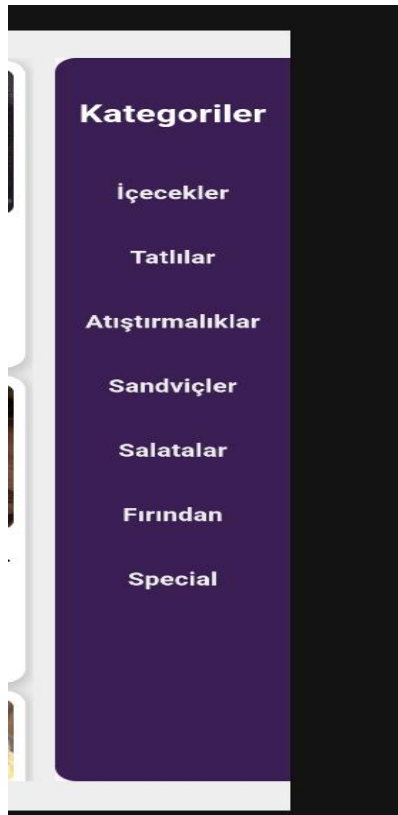 Kategoriler
İçecekler
Tatlılar
Atıştırmalıklar
Sandviçler
Salatalar
Fırından
Special